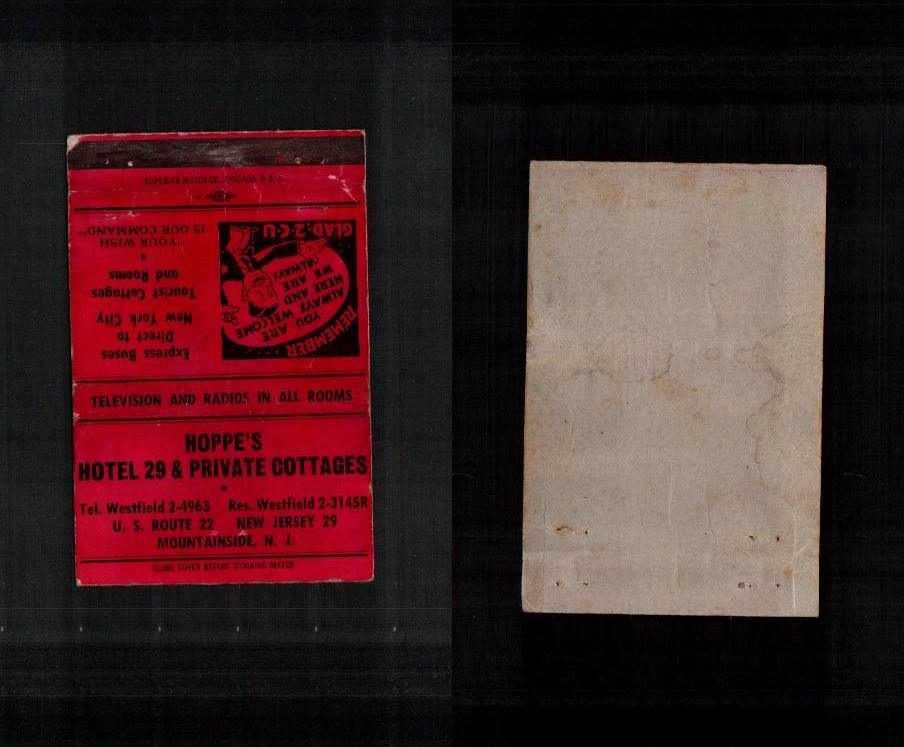 SUPERIOR MATCH CO., CHICAGO, U.S.A.
Express Buses
Direct to
New York City
Tourist Cottages
and Rooms
"YOUR WISH
IS OUR COMMAND"
REMEMBER....
YOU ARE
ALWAYS WELCOME
HERE AND
WE ARE
ALWAYS
GLAD-2-C-U
TELEVISION AND RADIOS IN ALL ROOMS
HOPPE'S
HOTEL 29 & PRIVATE COTTAGES
Tel. Westfield 2-4963 Res. Westfield 2-3145R
U. S. ROUTE 22 NEW JERSEY 29
MOUNTAINSIDE, N. J.
CLOSE COVER BEFORE STRIKING MATCH